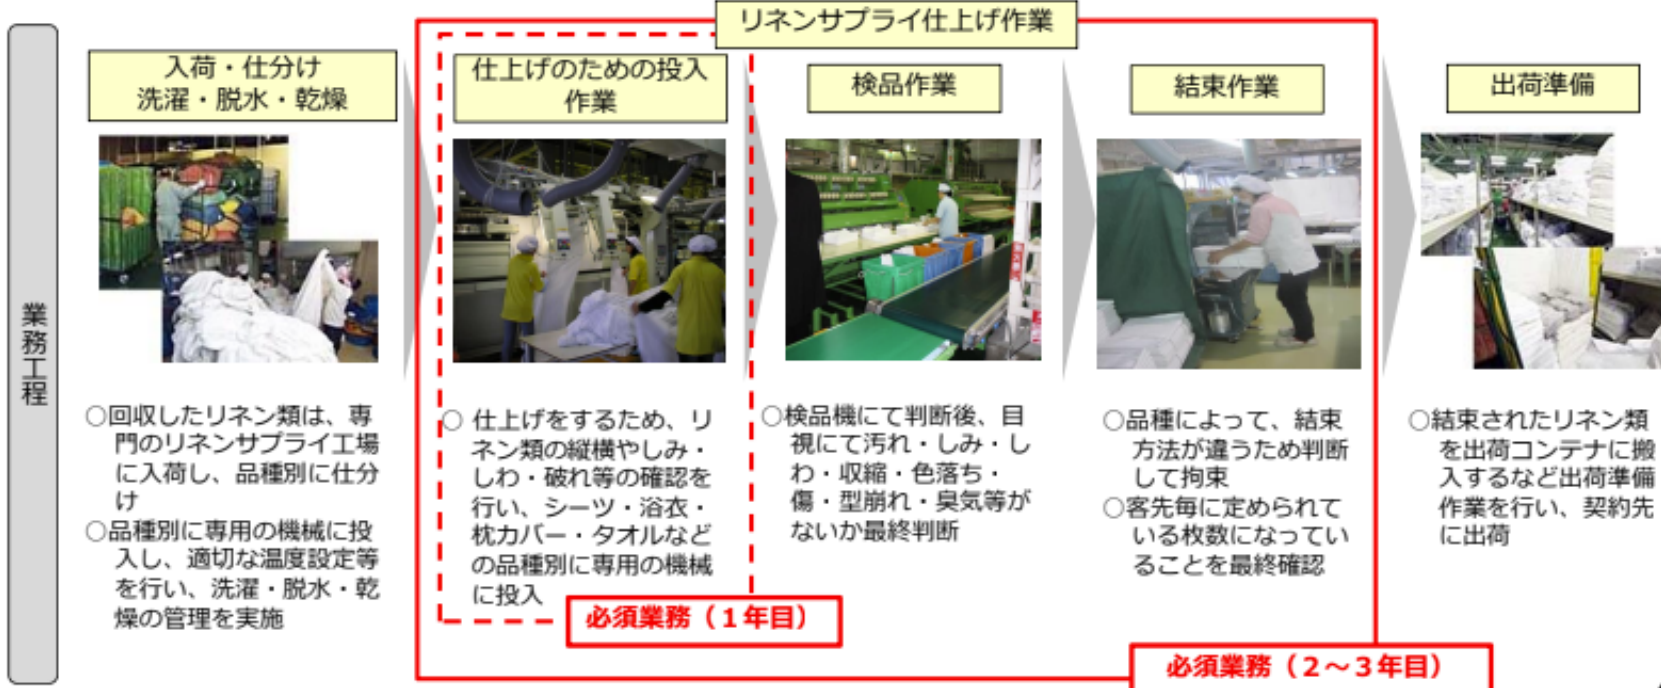 リネンサプライ仕上げ作業
業務工程
入荷・仕分け
洗濯・脱水・乾燥
○回収したリネン類は、専
門のリネンサプライ工場
に入荷し、品種別に仕分
け
○品種別に専用の機械に投
入し、適切な温度設定等
を行い、洗濯・脱水・乾
燥の管理を実施
仕上げのための投入
作業
○ 仕上げをするため、リ
ネン類の縦横やしみ・
しわ・破れ等の確認を
行い、シーツ・浴衣・
枕カバー・タオルなど
の品種別に専用の機械
に投入
必須業務（１年目）
検品作業
○検品機にて判断後、目
視にて汚れ・しみ・し
わ・収縮・色落ち・
傷・型崩れ・臭気等が
ないか最終判断
結束作業
○品種によって、結束
方法が違うため判断
して拘束
○客先毎に定められて
いる枚数になってい
ることを最終確認
必須業務（２～３年目）
出荷準備
○結束されたリネン類
を出荷コンテナに搬
入するなど出荷準備
作業を行い、契約先
に出荷